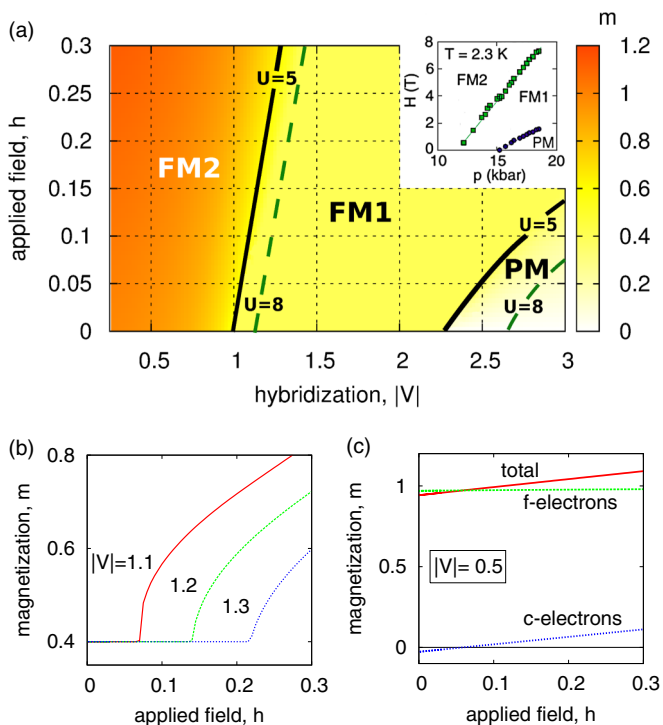 (a)
m
0.3
0.25
0.2
0.15
0.1
0.05
0
applied field, h
0.5
1
1.5
2
2.5
3
hybridization, |V|
U=5
U=8
FM2
FM1
PM
U=5
U=8
8
6
4
2
0
H (T)
T = 2.3 K
FM2
FM1
PM
10
15
20
p (kbar)
1.2
1
0.8
0.6
0.4
0.2
0
(b)
0.8
0.6
0.4
magnetization, m
|V|=1.1
1.2
1.3
0
0.1
0.2
0.3
applied field, h
(c)
1
0.5
0
magnetization, m
total
f-electrons
|V|= 0.5
c-electrons
0
0.1
0.2
0.3
applied field, h